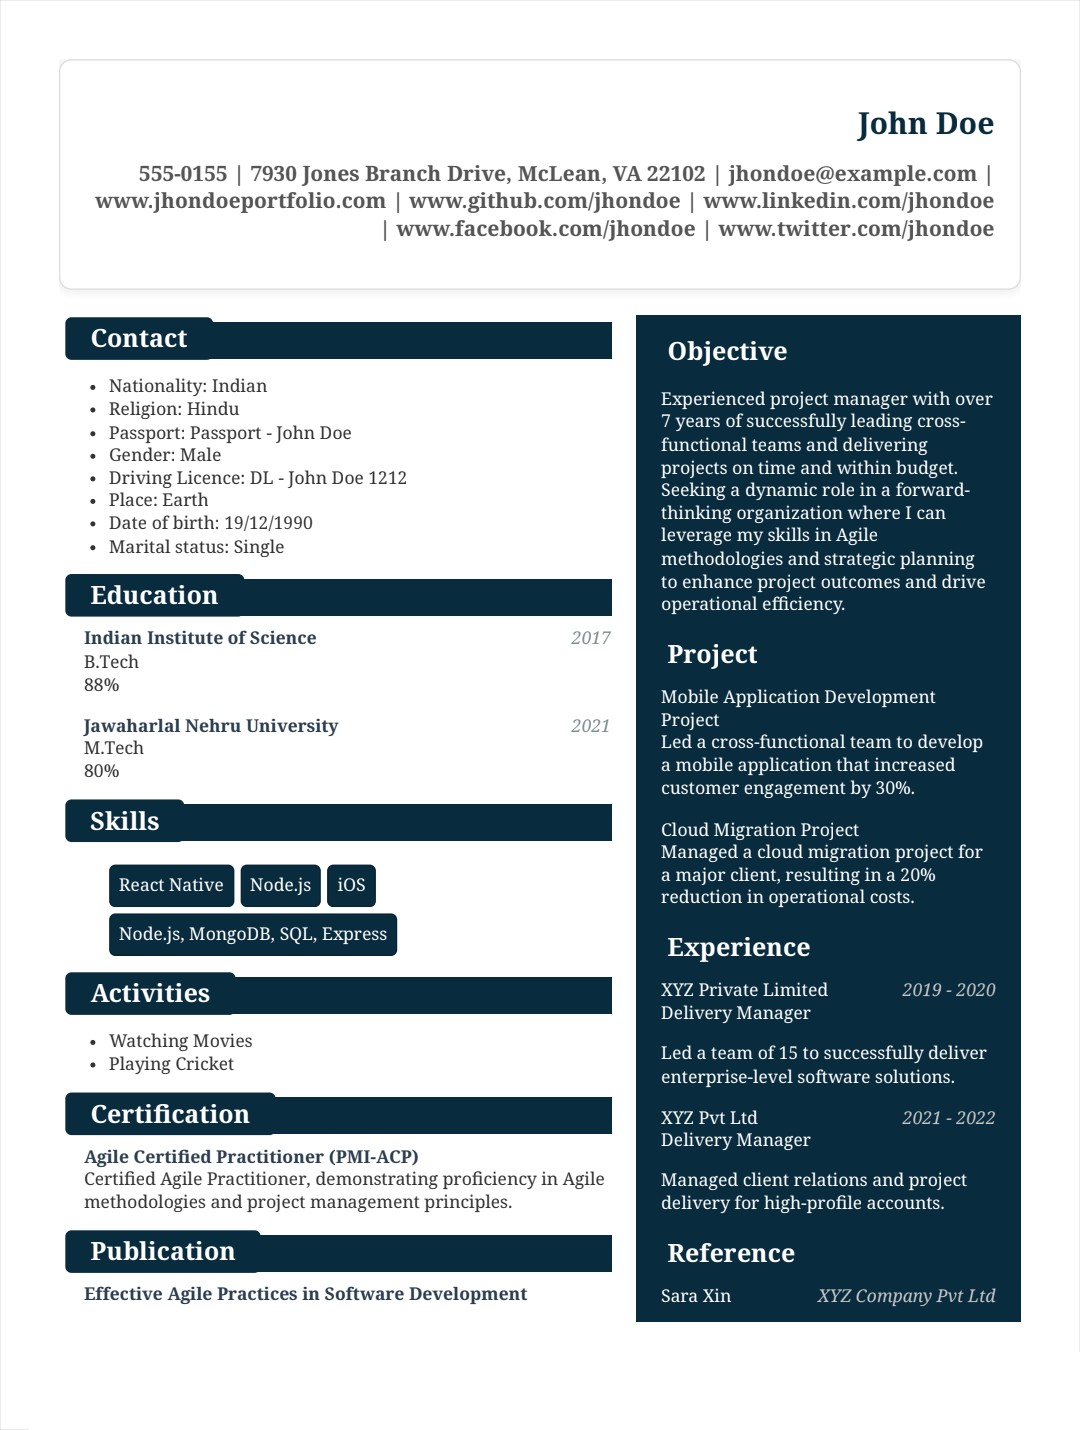 John Doe
555-0155 | 7930 Jones Branch Drive, McLean, VA 22102 | jhondoe@example.com |
www.jhondoeportfolio.com | www.github.com/jhondoe | www.linkedin.com/jhondoe
| www.facebook.com/jhondoe | www.twitter.com/jhondoe
Contact
• Nationality: Indian
• Religion: Hindu
• Passport: Passport - John Doe
• Gender: Male
• Driving Licence: DL - John Doe 1212
• Place: Earth
• Date of birth: 19/12/1990
• Marital status: Single
Education
Indian Institute of Science 2017
B.Tech
88%
Jawaharlal Nehru University 2021
M.Tech
80%
Skills
React Native Node.js iOS
Node.js, MongoDB, SQL, Express
Activities
• Watching Movies
• Playing Cricket
Certification
Agile Certified Practitioner (PMI-ACP)
Certified Agile Practitioner, demonstrating proficiency in Agile
methodologies and project management principles.
Publication
Effective Agile Practices in Software Development
Objective
Experienced project manager with over
7 years of successfully leading cross-
functional teams and delivering
projects on time and within budget.
Seeking a dynamic role in a forward-
thinking organization where I can
leverage my skills in Agile
methodologies and strategic planning
to enhance project outcomes and drive
operational efficiency.
Project
Mobile Application Development
Project
Led a cross-functional team to develop
a mobile application that increased
customer engagement by 30%.
Cloud Migration Project
Managed a cloud migration project for
a major client, resulting in a 20%
reduction in operational costs.
Experience
XYZ Private Limited 2019 - 2020
Delivery Manager
Led a team of 15 to successfully deliver
enterprise-level software solutions.
XYZ Pvt Ltd 2021 - 2022
Delivery Manager
Managed client relations and project
delivery for high-profile accounts.
Reference
Sara Xin XYZ Company Pvt Ltd